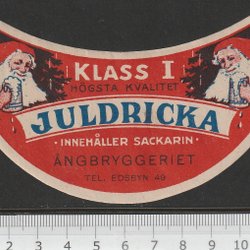 KLASS I
HÖGSTA KVALITET
JULDRICKA
· INNEHÅLLER SACKARIN ·
ÅNGBRYGGERIET
TEL. EDSBYN 49
2 3 4 5 6 7 8 9 10